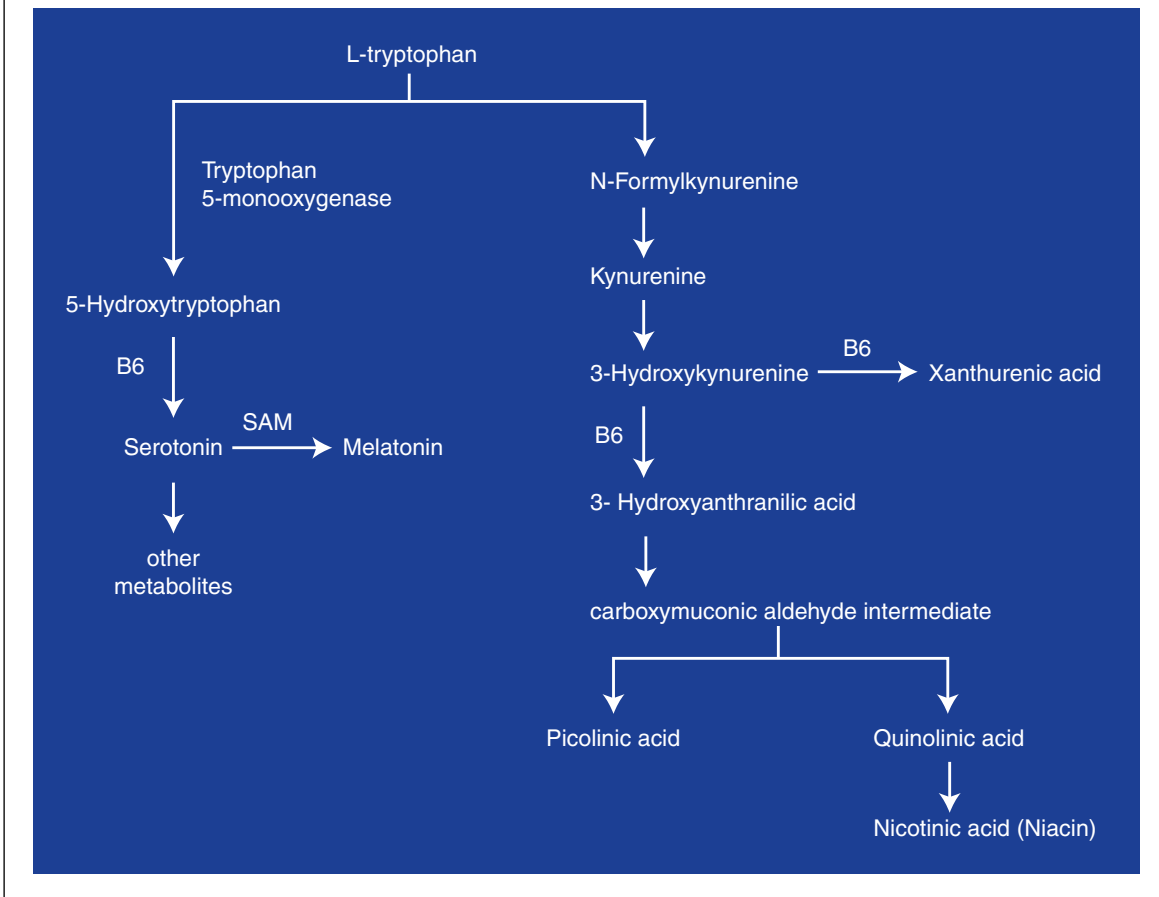 L-tryptophan
Tryptophan
5-monooxygenase
N-Formylkynurenine
Kynurenine
5-Hydroxytryptophan
B6
B6
3-Hydroxykynurenine
Xanthurenic acid
SAM
B6
Serotonin
Melatonin
3- Hydroxyanthranilic acid
other
metabolites
carboxymuconic aldehyde intermediate
Picolinic acid
Quinolinic acid
Nicotinic acid (Niacin)